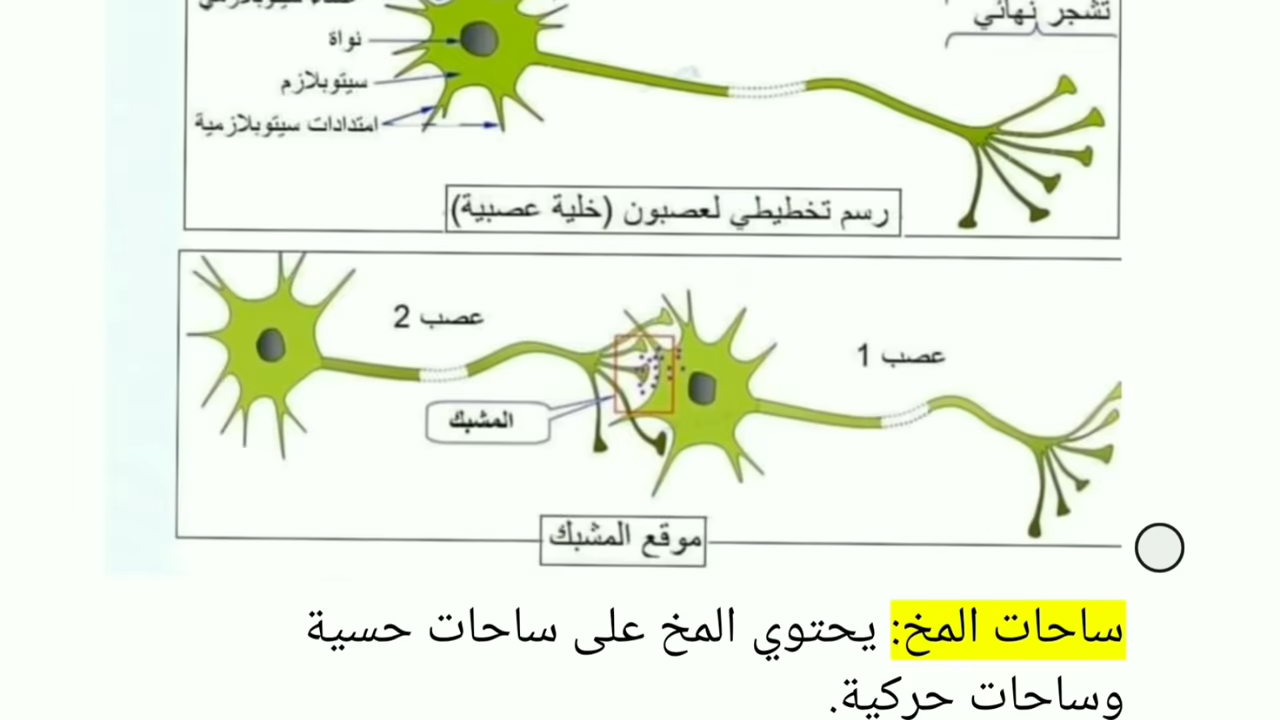 تشجر نهائي
نواة
سيتوبلازم
امتدادات سيتوبلازمية
رسم تخطيطي لعصبون (خلية عصبية)
عصب 2
عصب 1
المشبك
موقع المشبك
ساحات المخ: يحتوي المخ على ساحات حسية
وساحات حركية.